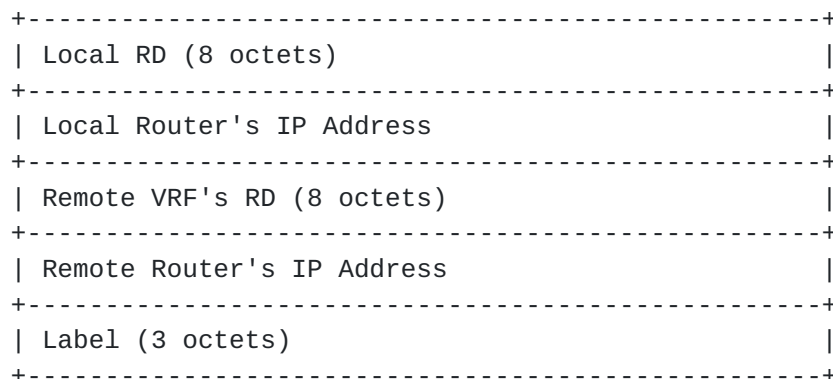 +---------------------------------------------------+
| Local RD (8 octets)                               |
+---------------------------------------------------+
| Local Router's IP Address                         |
+---------------------------------------------------+
| Remote VRF's RD (8 octets)                        |
+---------------------------------------------------+
| Remote Router's IP Address                        |
+---------------------------------------------------+
| Label (3 octets)                                  |
+---------------------------------------------------+